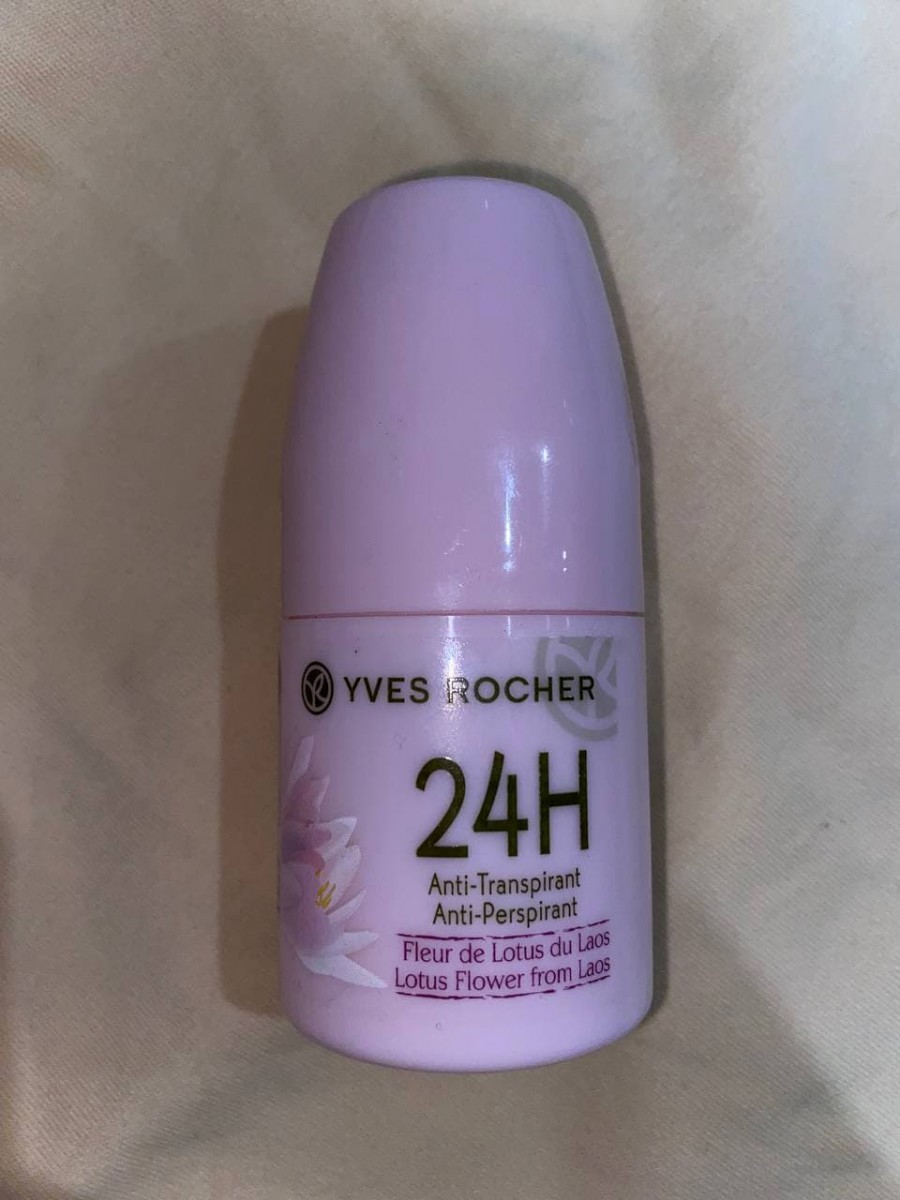 YVES ROCHER
24H
Anti-Transpirant
Anti-Perspirant
Fleur de Lotus du Laos
Lotus Flower from Laos